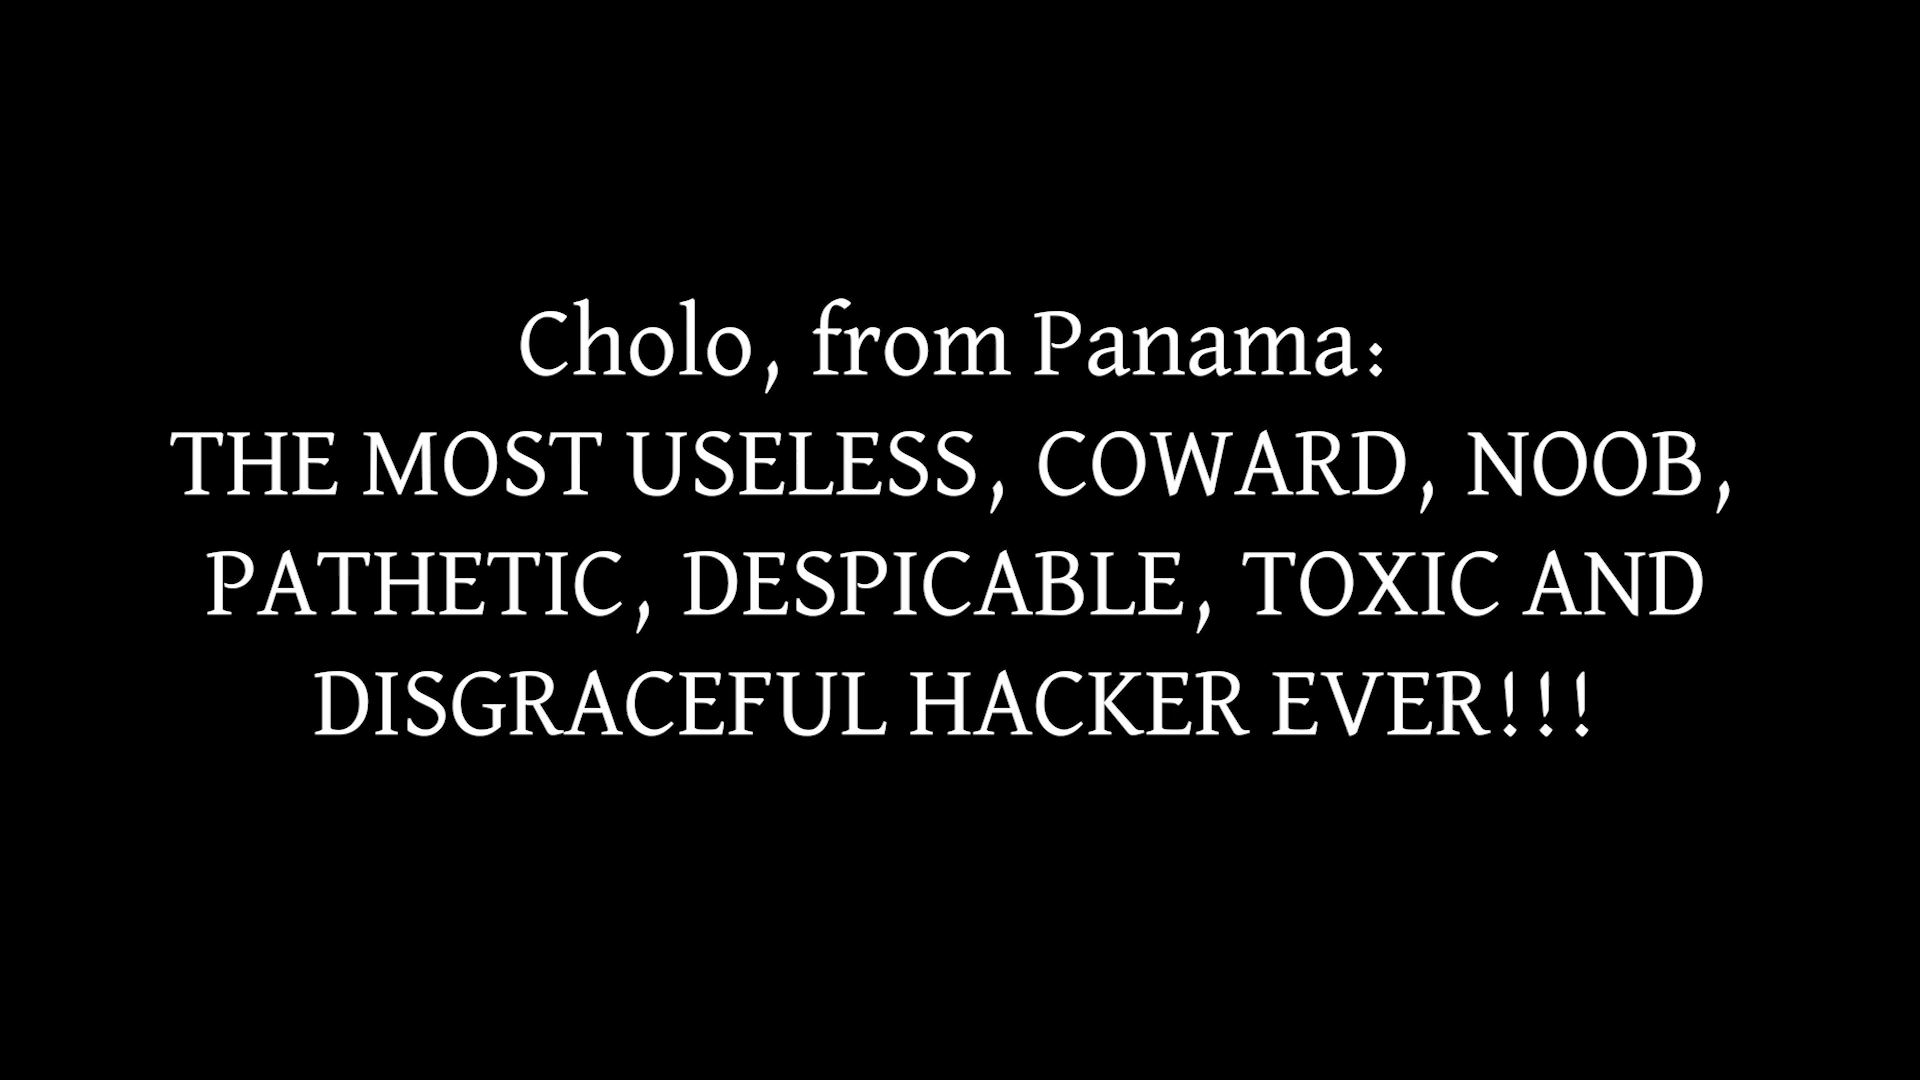 Cholo, from Panama:
THE MOST USELESS, COWARD, NOOB,
PATHETIC, DESPICABLE, TOXIC AND
DISGRACEFUL HACKER EVER!!!